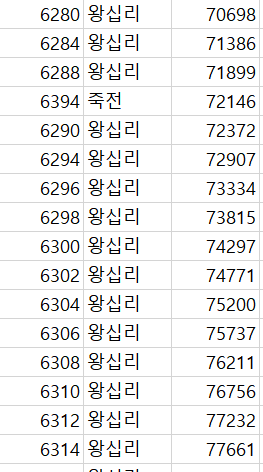 6280 왕십리 70698
6284 왕십리 71386
6288 왕십리 71899
6394 죽전 72146
6290 왕십리 72372
6294 왕십리 72907
6296 왕십리 73334
6298 왕십리 73815
6300 왕십리 74297
6302 왕십리 74771
6304 왕십리 75200
6306 왕십리 75737
6308 왕십리 76211
6310 왕십리 76756
6312 왕십리 77232
6314 왕십리 77661